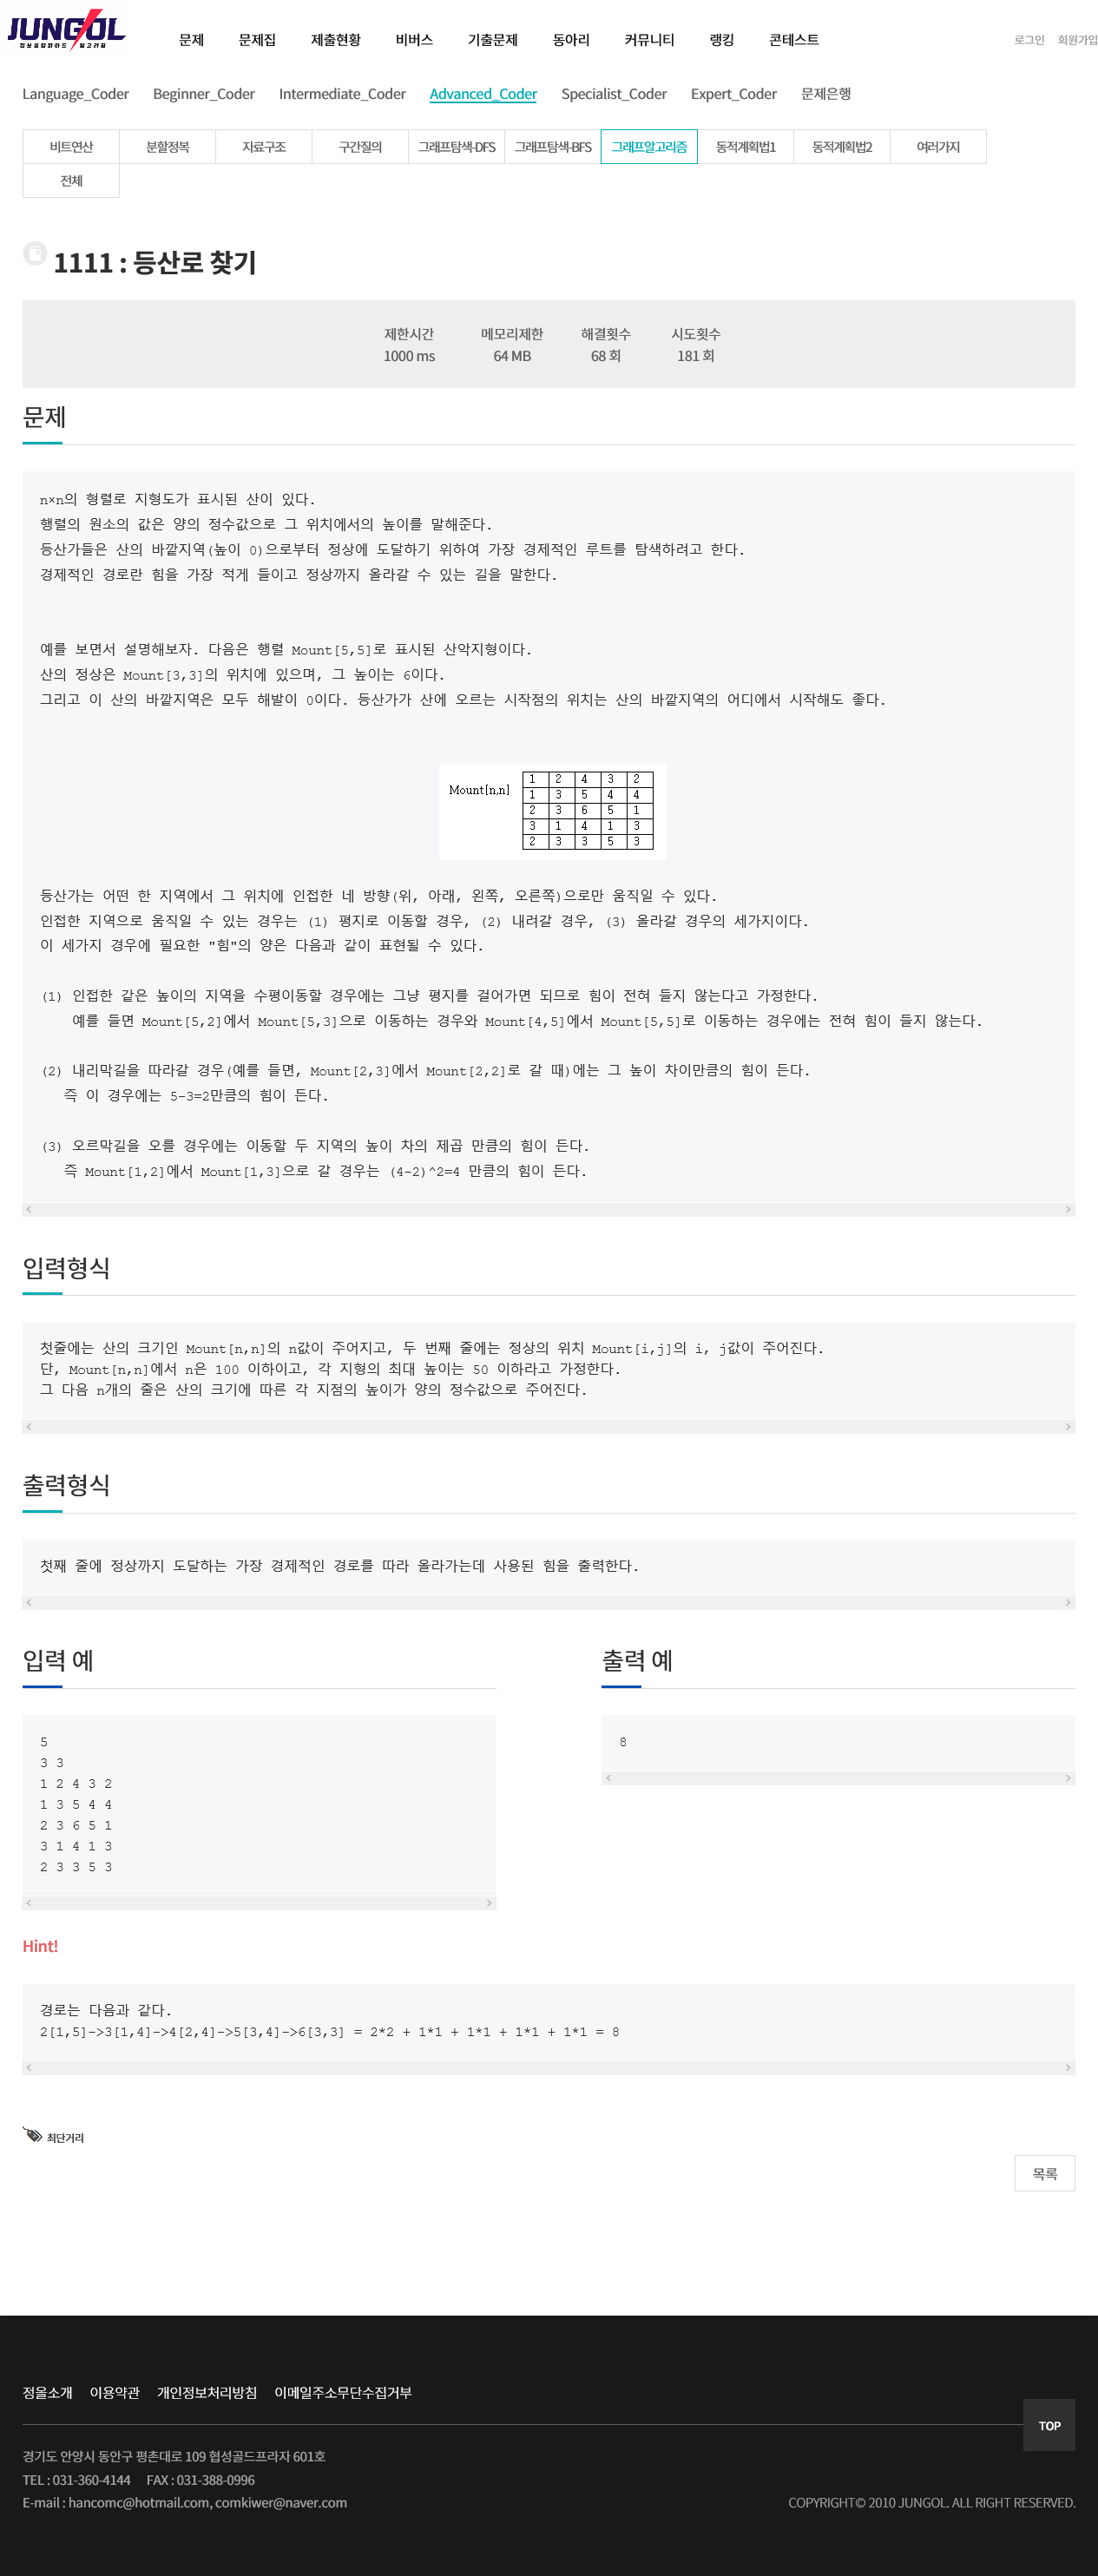 JUNGOL
정보올림피아드 알고리즘
문제 문제집 제출현황 비버스 기출문제 동아리 커뮤니티 랭킹 콘테스트 로그인 회원가입
Language_Coder Beginner_Coder Intermediate_Coder Advanced_Coder Specialist_Coder Expert_Coder 문제은행
비트연산 분할정복 자료구조 구간질의 그래프탐색-DFS 그래프탐색-BFS 그래프알고리즘 동적계획법1 동적계획법2 여러가지
전체
1111 : 등산로 찾기
제한시간 메모리제한 해결횟수 시도횟수
1000 ms 64 MB 68 회 181 회
문제
n×n의 형렬로 지형도가 표시된 산이 있다.
행렬의 원소의 값은 양의 정수값으로 그 위치에서의 높이를 말해준다.
등산가들은 산의 바깥지역(높이 0)으로부터 정상에 도달하기 위하여 가장 경제적인 루트를 탐색하려고 한다.
경제적인 경로란 힘을 가장 적게 들이고 정상까지 올라갈 수 있는 길을 말한다.
예를 보면서 설명해보자. 다음은 행렬 Mount[5,5]로 표시된 산악지형이다.
산의 정상은 Mount[3,3]의 위치에 있으며, 그 높이는 6이다.
그리고 이 산의 바깥지역은 모두 해발이 0이다. 등산가가 산에 오르는 시작점의 위치는 산의 바깥지역의 어디에서 시작해도 좋다.
1 2 4 3 2
Mount[n,n] 1 3 5 4 4
2 3 6 5 1
3 1 4 1 3
2 3 3 5 3
등산가는 어떤 한 지역에서 그 위치에 인접한 네 방향(위, 아래, 왼쪽, 오른쪽)으로만 움직일 수 있다.
인접한 지역으로 움직일 수 있는 경우는 (1) 평지로 이동할 경우, (2) 내려갈 경우, (3) 올라갈 경우의 세가지이다.
이 세가지 경우에 필요한 "힘"의 양은 다음과 같이 표현될 수 있다.
(1) 인접한 같은 높이의 지역을 수평이동할 경우에는 그냥 평지를 걸어가면 되므로 힘이 전혀 들지 않는다고 가정한다.
예를 들면 Mount[5,2]에서 Mount[5,3]으로 이동하는 경우와 Mount[4,5]에서 Mount[5,5]로 이동하는 경우에는 전혀 힘이 들지 않는다.
(2) 내리막길을 따라갈 경우(예를 들면, Mount[2,3]에서 Mount[2,2]로 갈 때)에는 그 높이 차이만큼의 힘이 든다.
즉 이 경우에는 5-3=2만큼의 힘이 든다.
(3) 오르막길을 오를 경우에는 이동할 두 지역의 높이 차의 제곱 만큼의 힘이 든다.
즉 Mount[1,2]에서 Mount[1,3]으로 갈 경우는 (4-2)^2=4 만큼의 힘이 든다.
입력형식
첫줄에는 산의 크기인 Mount[n,n]의 n값이 주어지고, 두 번째 줄에는 정상의 위치 Mount[i,j]의 i, j값이 주어진다.
단, Mount[n,n]에서 n은 100 이하이고, 각 지형의 최대 높이는 50 이하라고 가정한다.
그 다음 n개의 줄은 산의 크기에 따른 각 지점의 높이가 양의 정수값으로 주어진다.
출력형식
첫째 줄에 정상까지 도달하는 가장 경제적인 경로를 따라 올라가는데 사용된 힘을 출력한다.
입력 예
5
3 3
1 2 4 3 2
1 3 5 4 4
2 3 6 5 1
3 1 4 1 3
2 3 3 5 3
출력 예
8
Hint!
경로는 다음과 같다.
2[1,5]->3[1,4]->4[2,4]->5[3,4]->6[3,3] = 2*2 + 1*1 + 1*1 + 1*1 + 1*1 = 8
최단거리
목록
정올소개 이용약관 개인정보처리방침 이메일주소무단수집거부
TOP
경기도 안양시 동안구 평촌대로 109 협성골드프라자 601호
TEL : 031-360-4144 FAX : 031-388-0996
E-mail : hancomc@hotmail.com, comkiwer@naver.com
COPYRIGHT© 2010 JUNGOL. ALL RIGHT RESERVED.